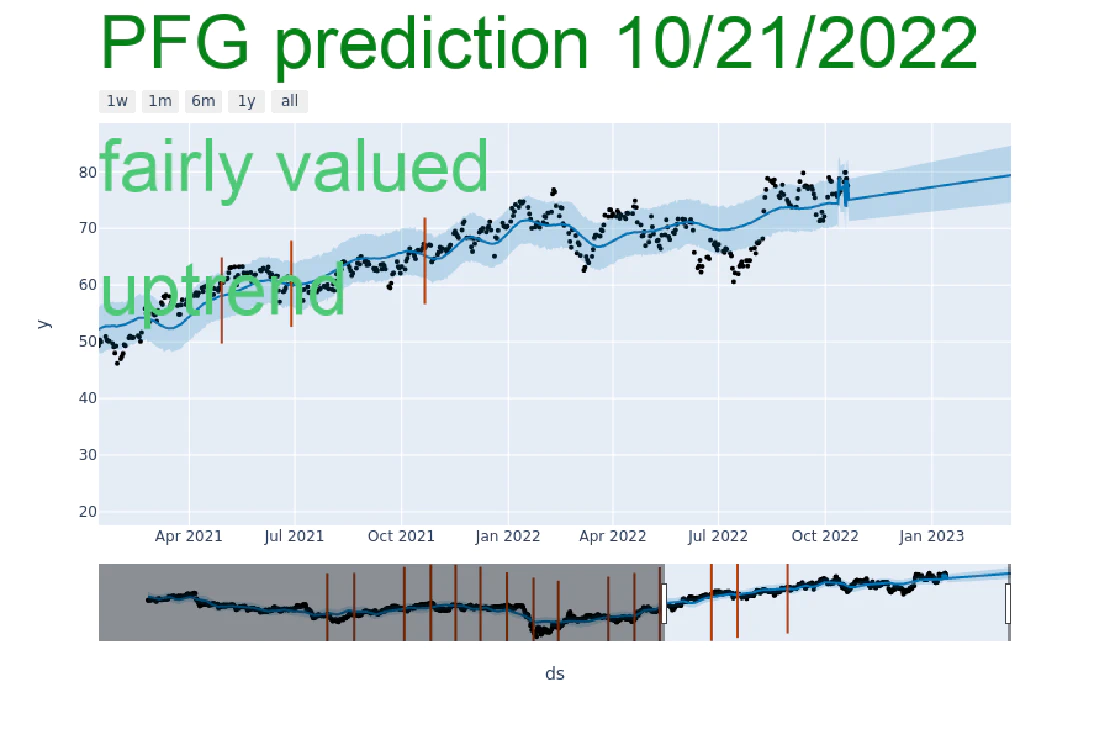 PFG prediction 10/21/2022
1w 1m 6m 1y all
fairly valued
80
70
uptrend
60
50
40
30
20
y
Apr 2021 Jul 2021 Oct 2021 Jan 2022 Apr 2022 Jul 2022 Oct 2022 Jan 2023
ds